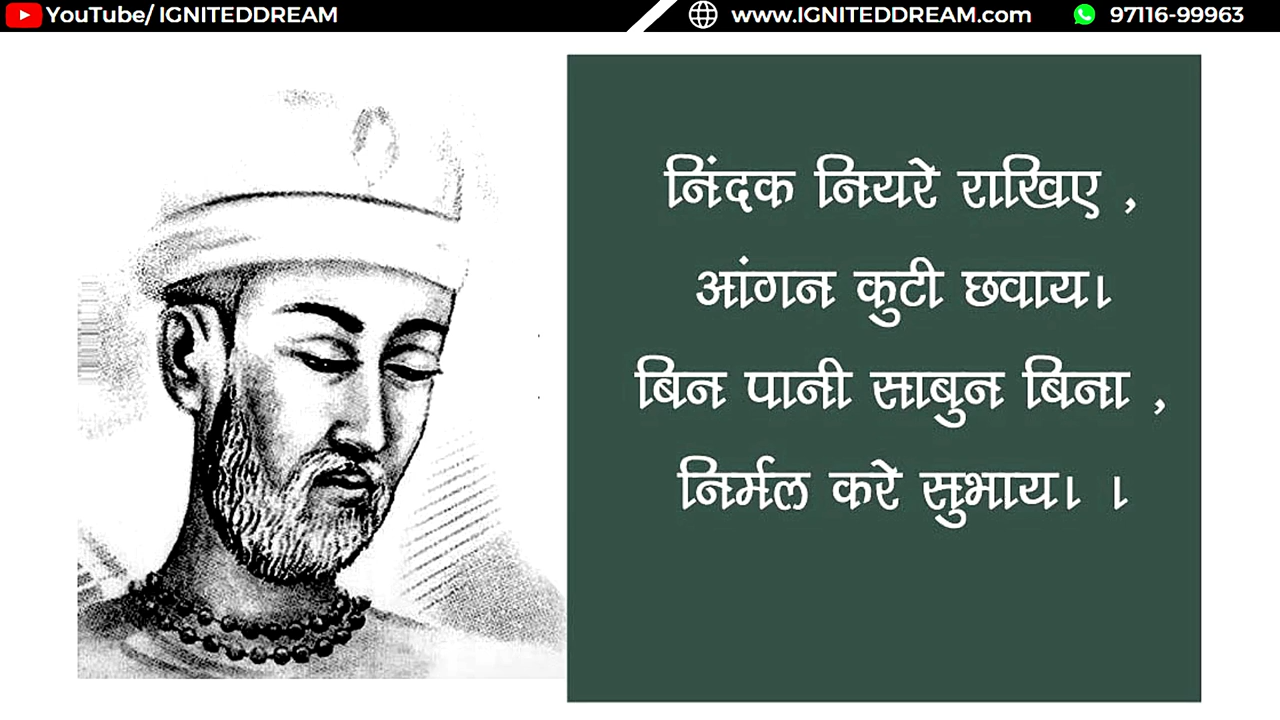 YouTube/ IGNITEDDREAM www.IGNITEDDREAM.com 97116-99963
निंदक नियरे राखिए ,
आंगन कुटी छवाय।
बिन पानी साबुन बिना ,
निर्मल करे सुभाय। ।